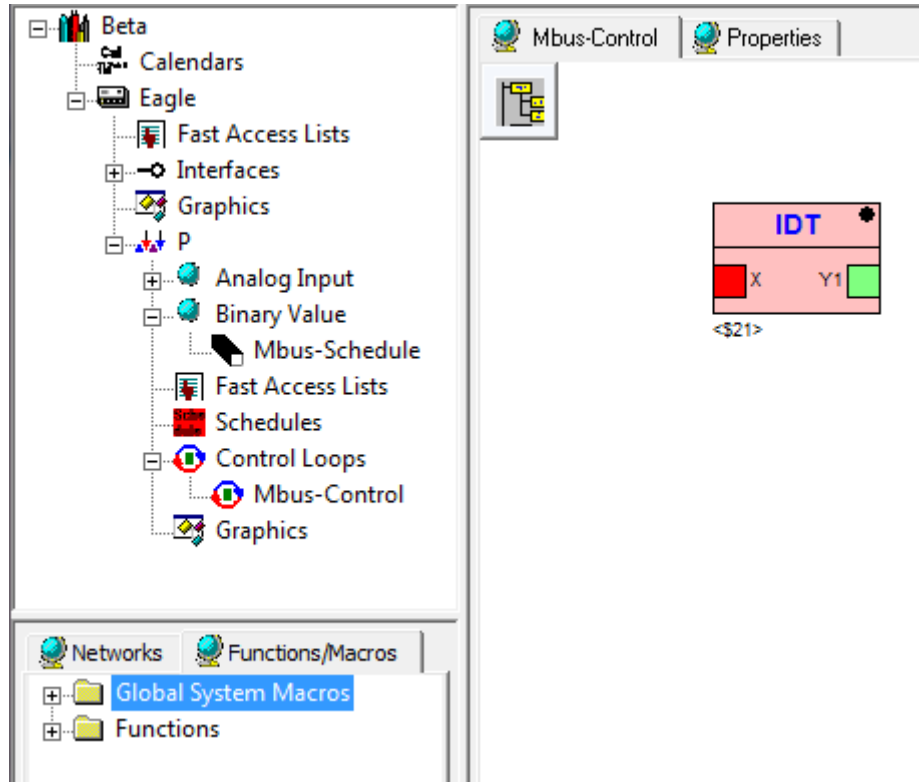 Beta
Calendars
Eagle
Fast Access Lists
Interfaces
Graphics
P
Analog Input
Binary Value
Mbus-Schedule
Fast Access Lists
Schedules
Control Loops
Mbus-Control
Graphics
Networks
Functions/Macros
Global System Macros
Functions
Mbus-Control
Properties
IDT
X Y1
<$21>